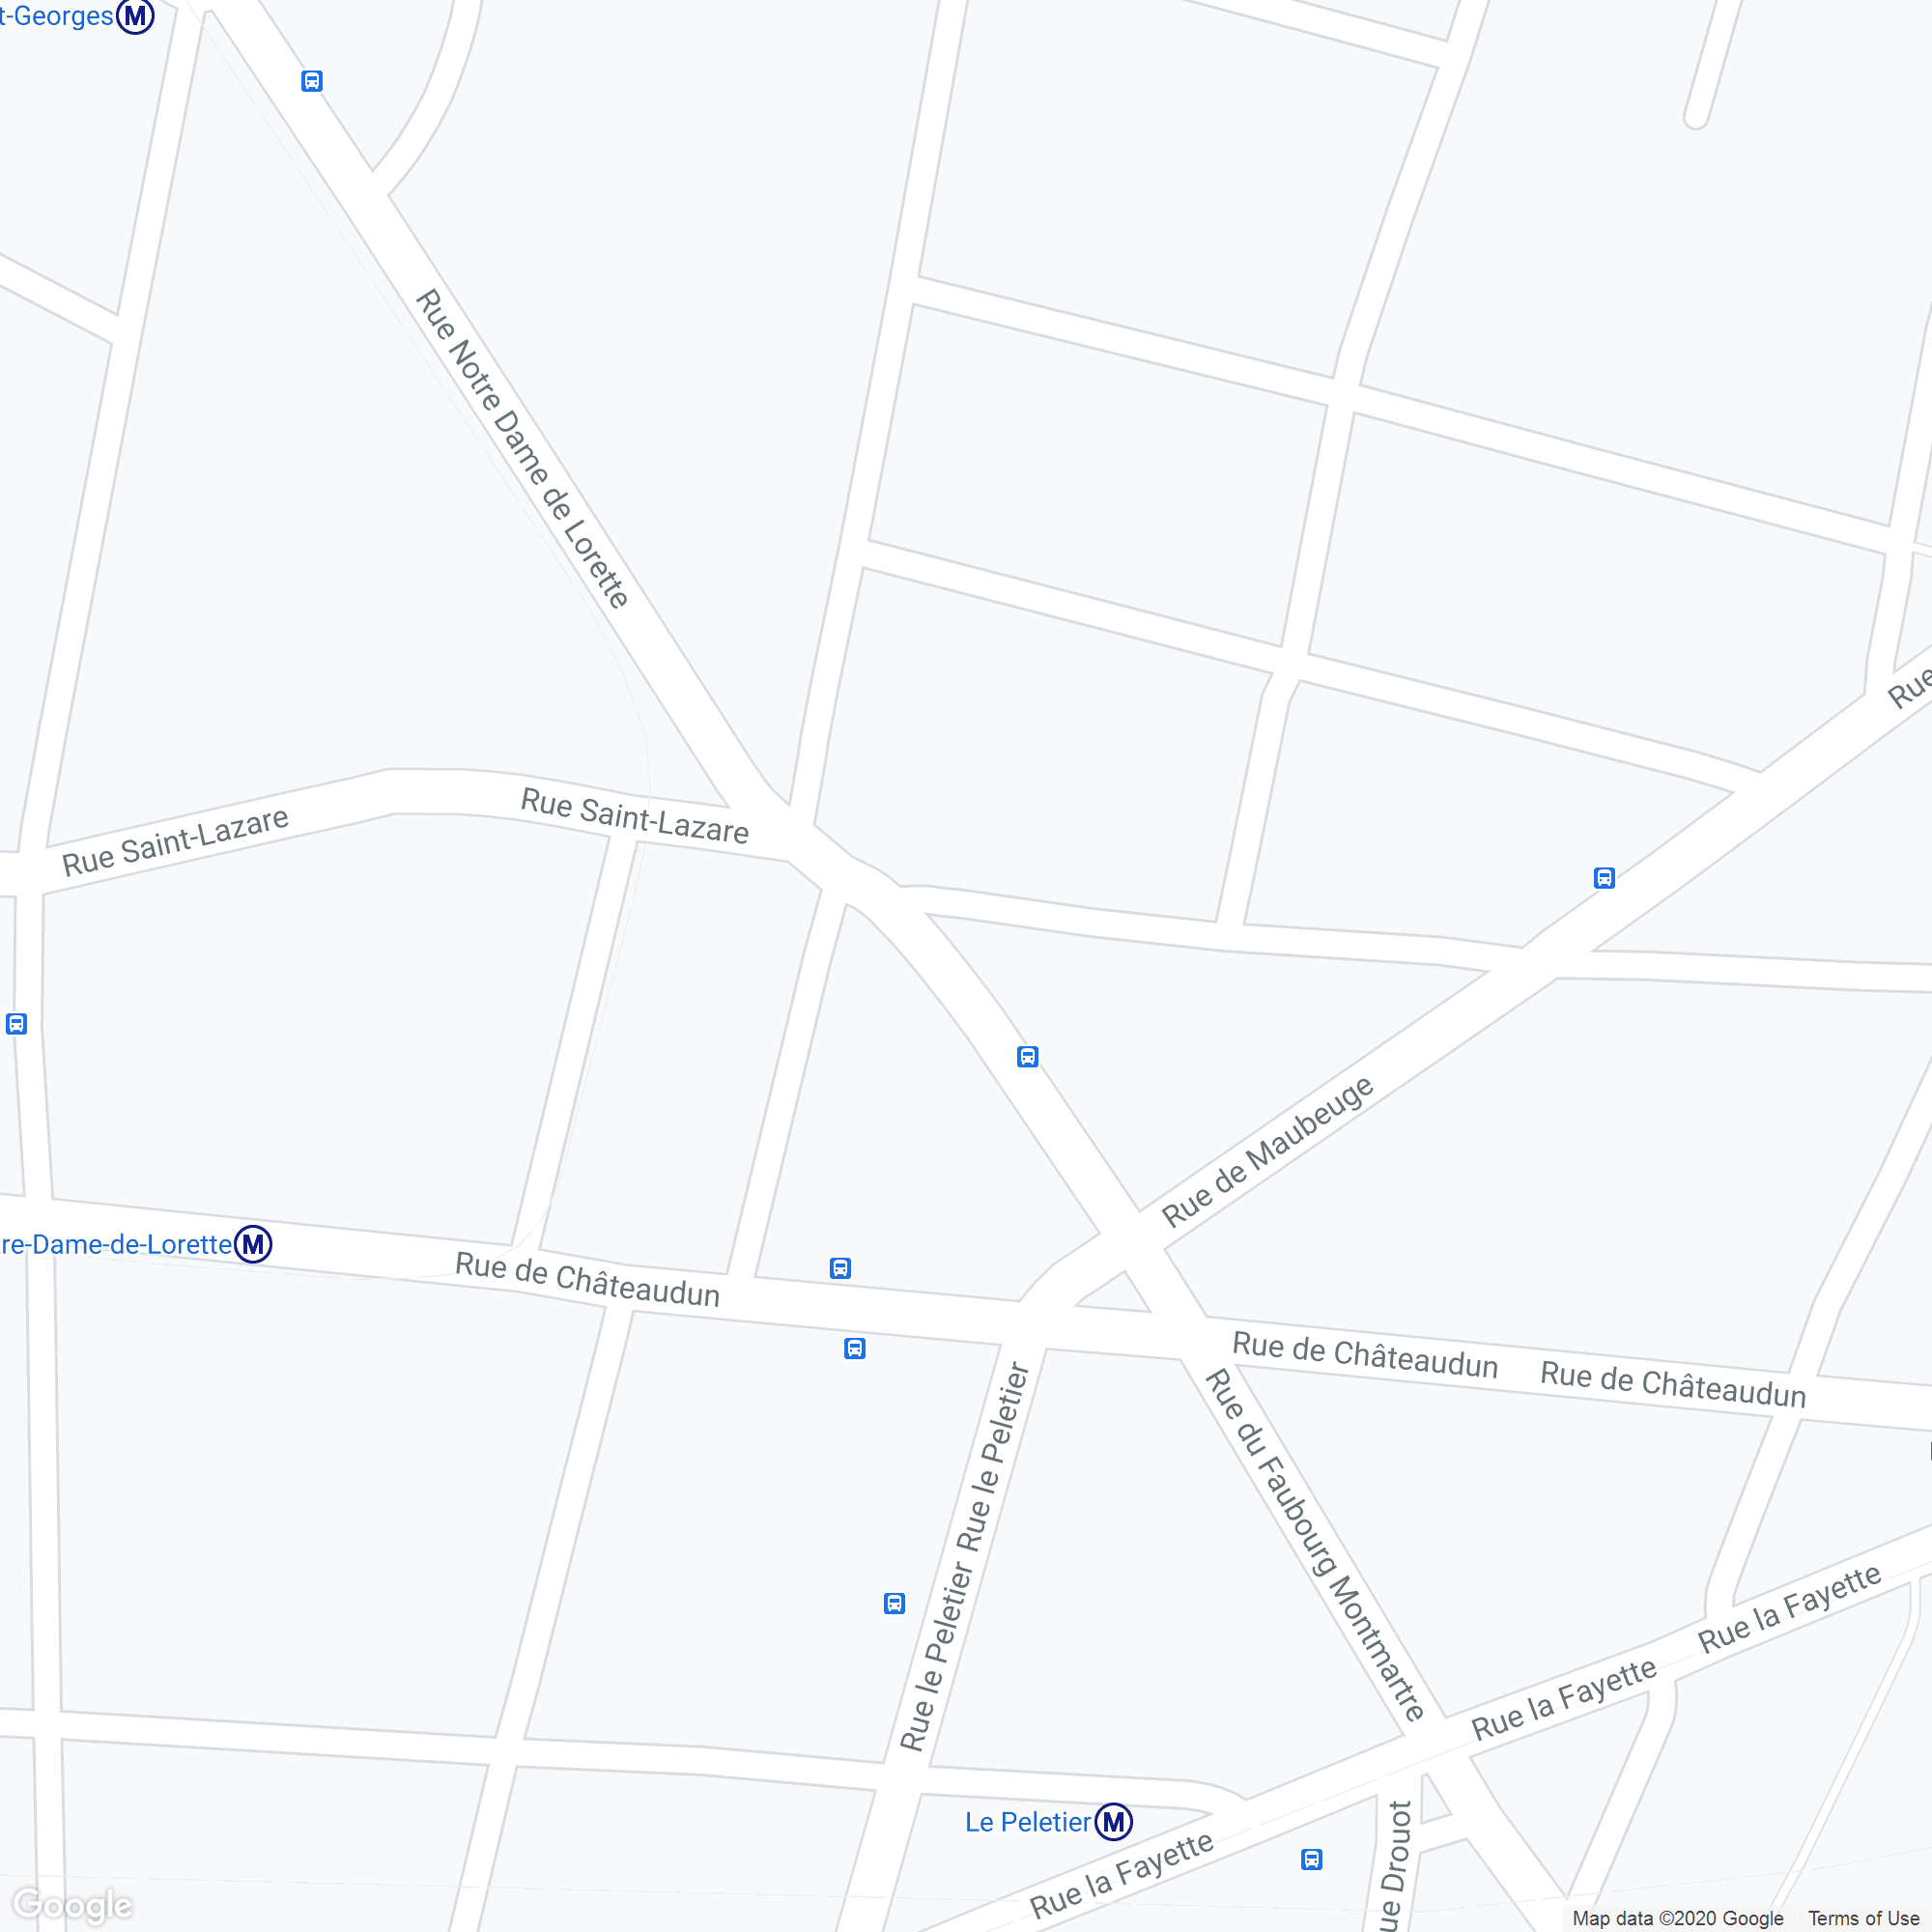 t-Georges M
Rue Notre Dame de Lorette
Rue
Rue Saint-Lazare
Rue Saint-Lazare
Rue de Maubeuge
re-Dame-de-Lorette M
Rue de Châteaudun
Rue de Châteaudun
Rue de Châteaudun
Rue le Peletier
Rue le Peletier
Rue du Faubourg Montmartre
Rue la Fayette
Rue la Fayette
Le Peletier M
Rue la Fayette
ue Drouot
Google
Map data ©2020 Google
Terms of Use